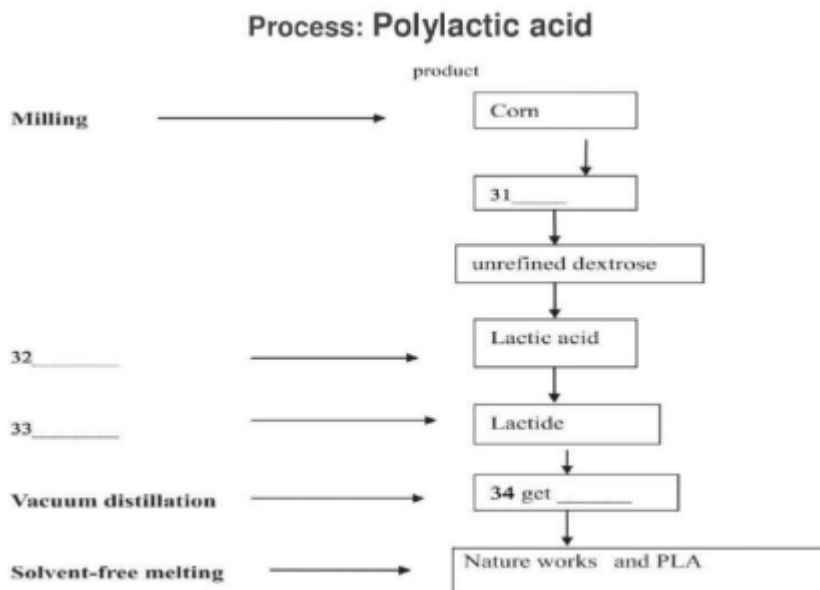 Process: Polylactic acid
product
Milling
Corn
31_____
unrefined dextrose
Lactic acid
32________
Lactide
33________
Vacuum distillation
34 get _______
Nature works and PLA
Solvent-free melting